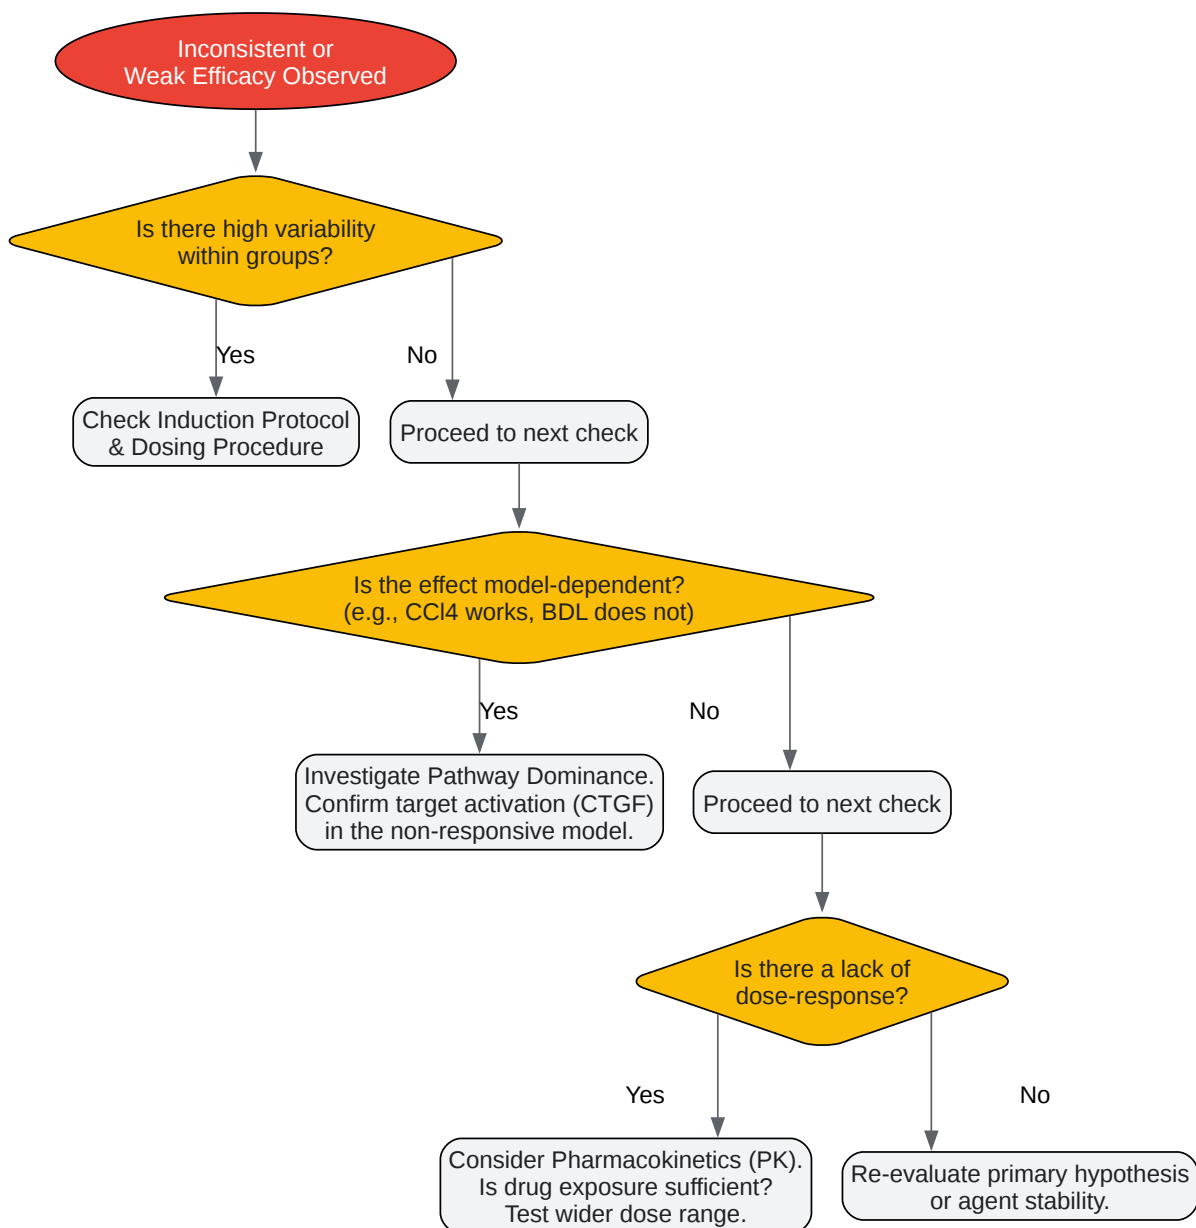 Inconsistent or
Weak Efficacy Observed
Is there high variability
within groups?
Yes
No
Check Induction Protocol
& Dosing Procedure
Proceed to next check
Is the effect model-dependent?
(e.g., CCl4 works, BDL does not)
Yes
No
Investigate Pathway Dominance.
Confirm target activation (CTGF)
in the non-responsive model.
Proceed to next check
Is there a lack of
dose-response?
Yes
No
Consider Pharmacokinetics (PK).
Is drug exposure sufficient?
Test wider dose range.
Re-evaluate primary hypothesis
or agent stability.